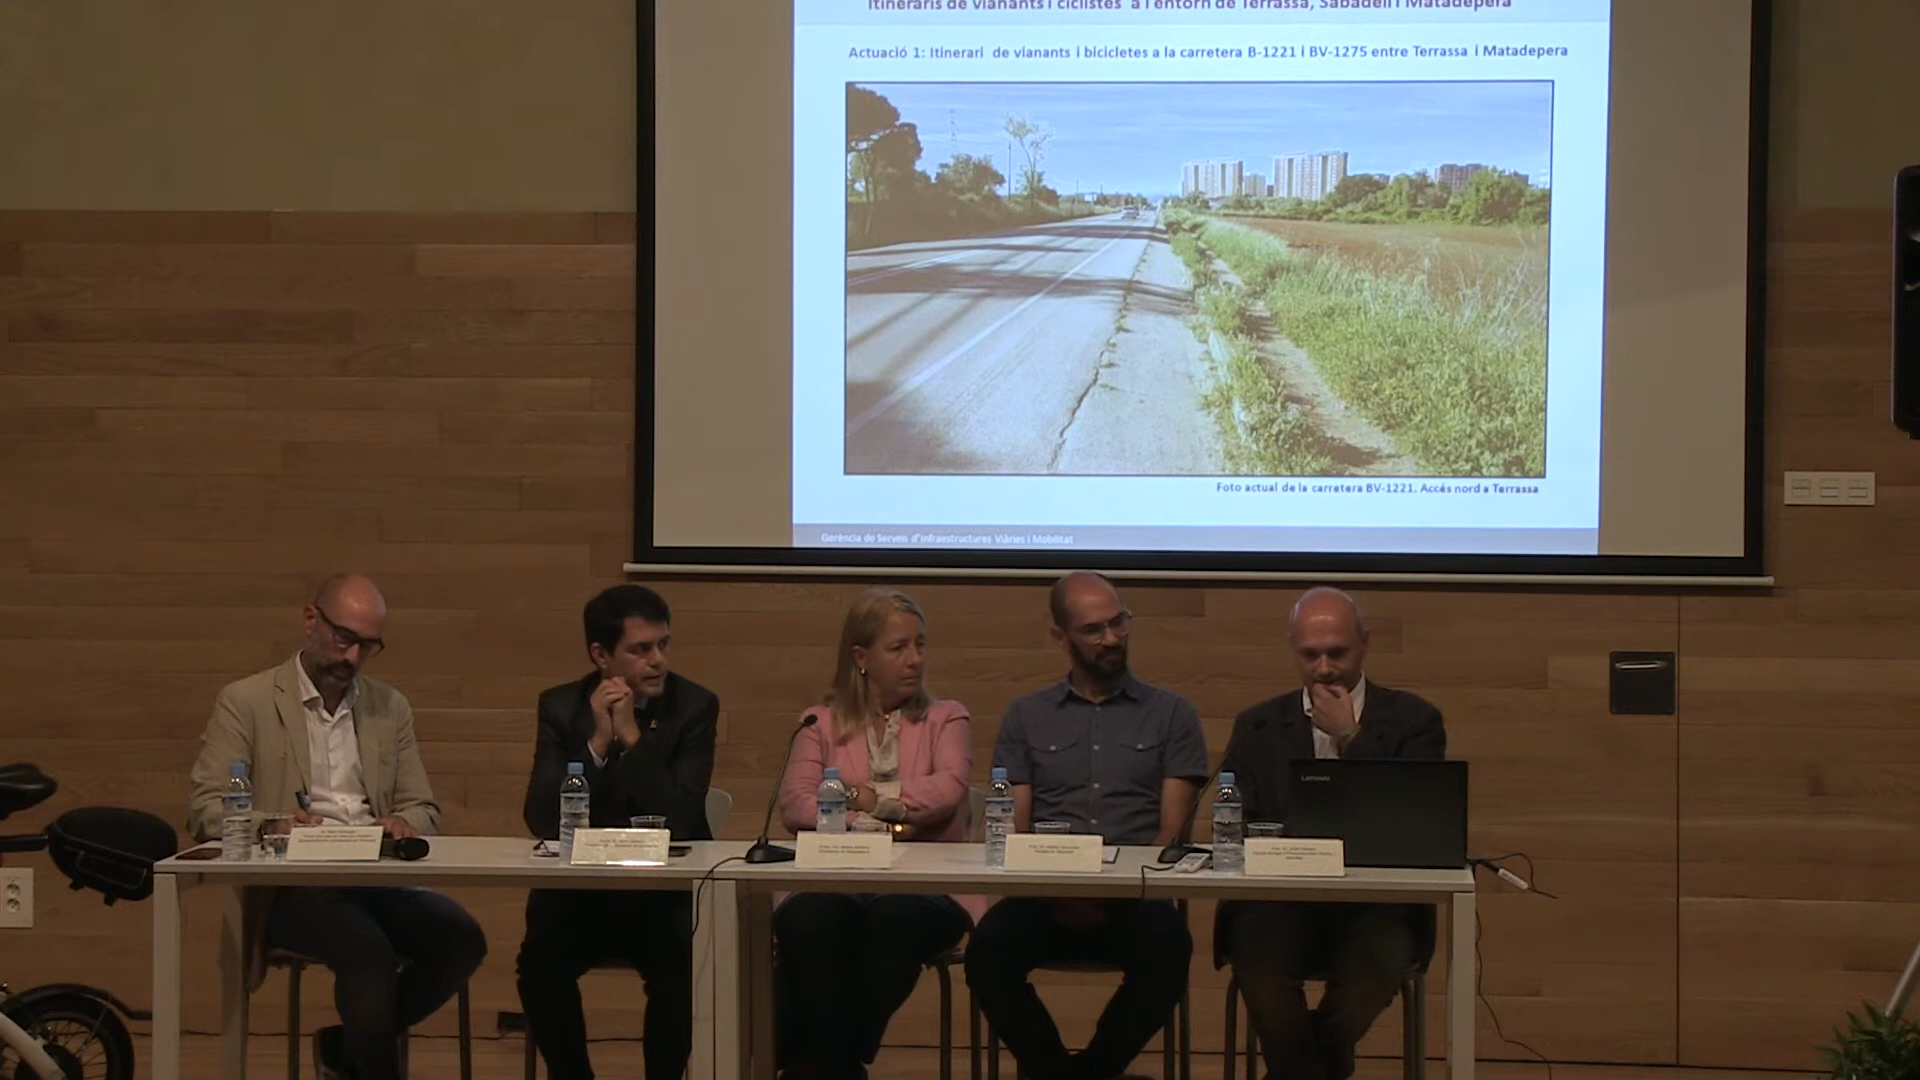 Itineraris de vianants i ciclistes a l'entorn de Terrassa, Sabadell i Matadepera
Actuació 1: Itinerari de vianants i bicicletes a la carretera B-1221 i BV-1275 entre Terrassa i Matadepera
Foto actual de la carretera BV-1221. Accés nord a Terrassa
Gerència de Serveis d'Infraestructures Viàries i Mobilitat
Lenovo